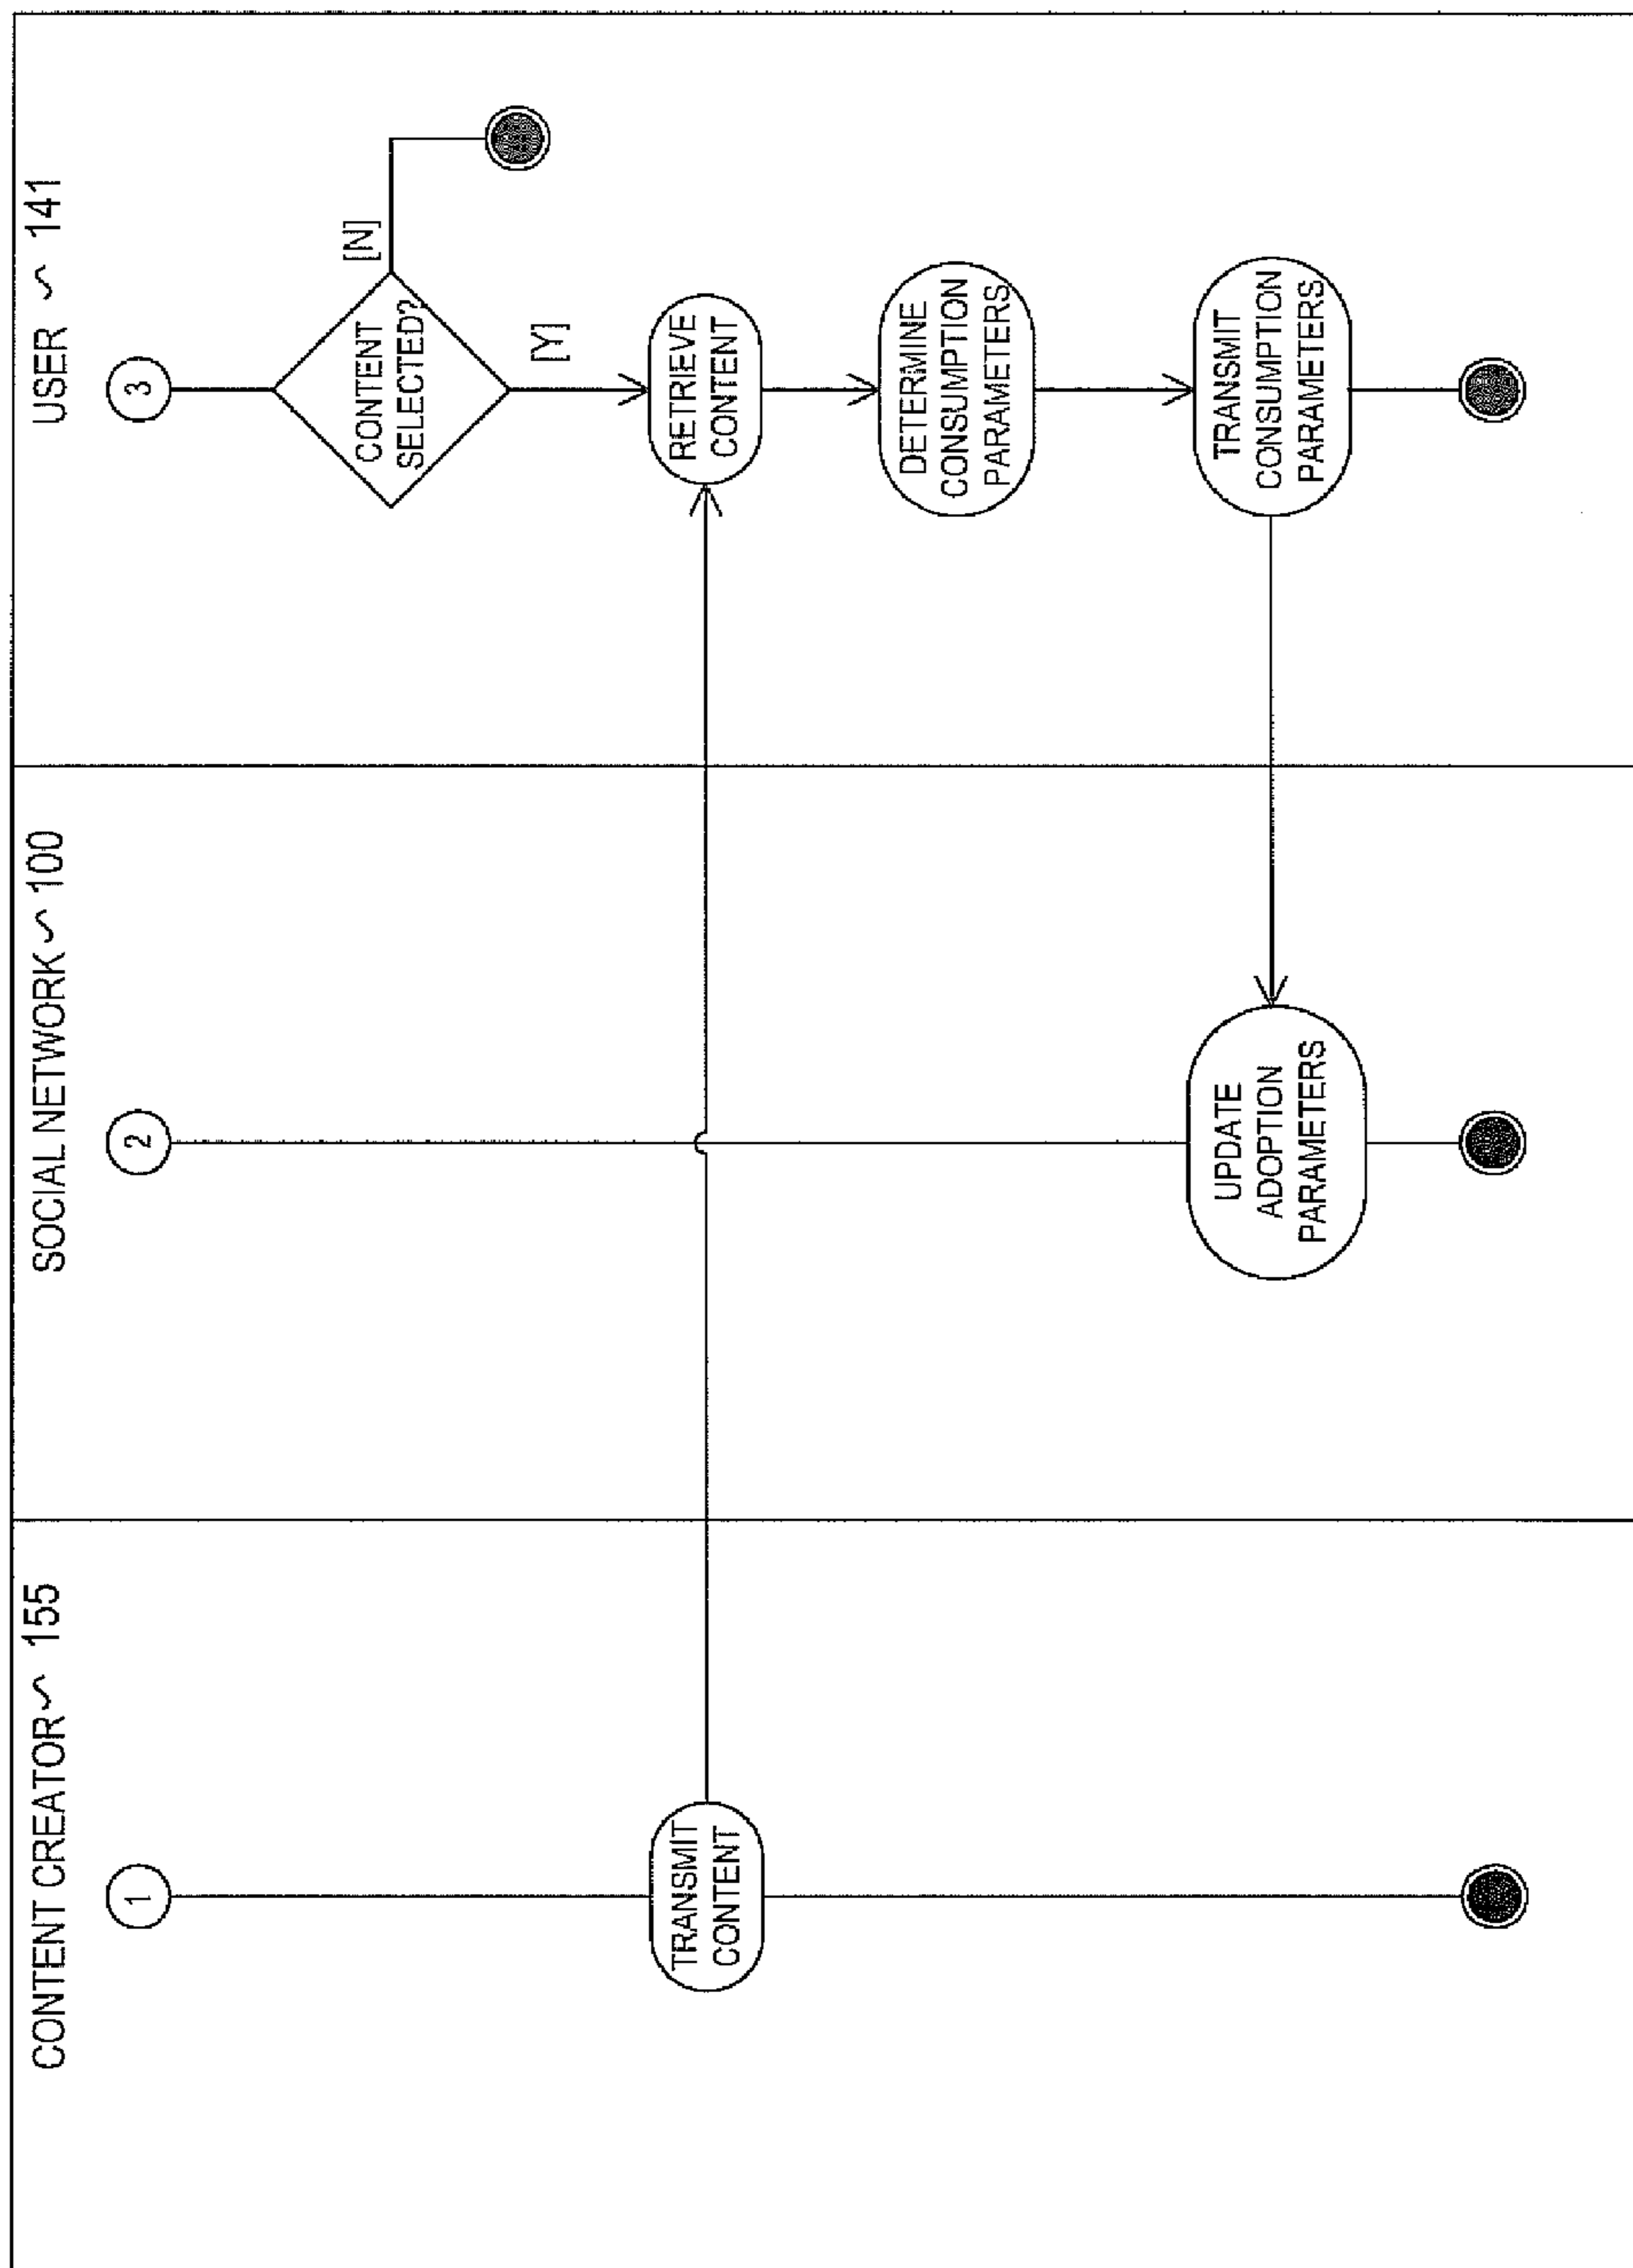 CONTENT CREATOR ~ 155
1
TRANSMIT
CONTENT
SOCIAL NETWORK ~ 100
2
UPDATE
ADOPTION
PARAMETERS
USER ~ 141
3
CONTENT
SELECTED?
[N]
[Y]
RETRIEVE
CONTENT
DETERMINE
CONSUMPTION
PARAMETERS
TRANSMIT
CONSUMPTION
PARAMETERS